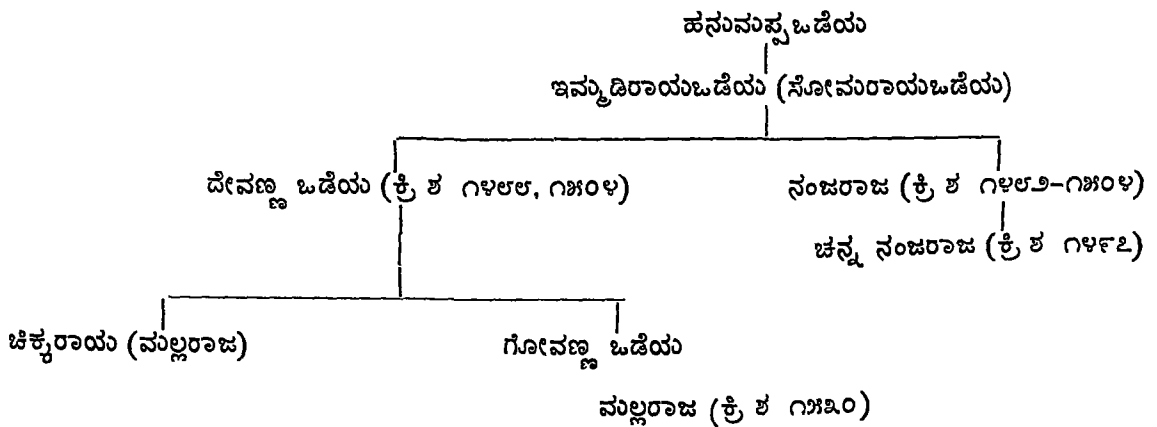 ಹನುಮಪ್ಪ ಒಡೆಯ
ಇಮ್ಮಡಿರಾಯಒಡೆಯ (ಸೋಮರಾಯಒಡೆಯ)
ದೇವಣ್ಣ ಒಡೆಯ (ಕ್ರಿ ಶ ೧೪೮೮, ೧೫೦೪) ನಂಜರಾಜ (ಕ್ರಿ ಶ ೧೪೮೨-೧೫೦೪)
ಚನ್ನ ನಂಜರಾಜ (ಕ್ರಿ ಶ ೧೪೯೭)
ಚಿಕ್ಕರಾಯ (ಮಲ್ಲರಾಜ) ಗೋವಣ್ಣ ಒಡೆಯ
ಮಲ್ಲರಾಜ (ಕ್ರಿ ಶ ೧೫೩೦)